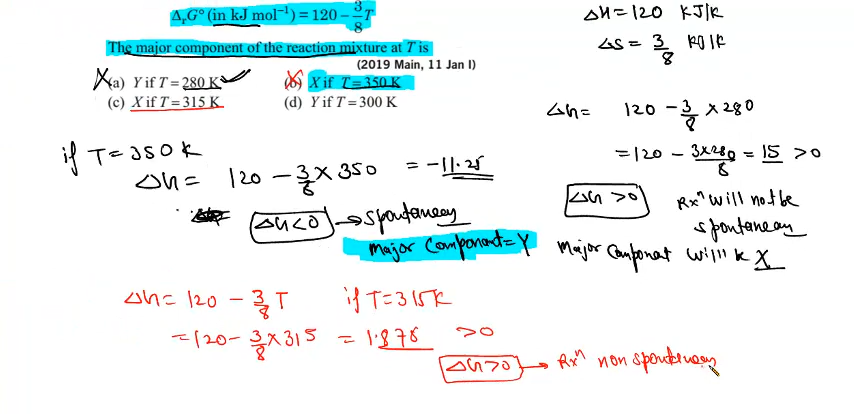 Δ_rG° (in kJ mol⁻¹) = 120 − 3/8 T
The major component of the reaction mixture at T is
(2019 Main, 11 Jan I)
(a) Y if T = 280 K
(b) X if T = 350 K
(c) X if T = 315 K
(d) Y if T = 300 K
ΔH = 120 KJ/K
ΔS = 3/8 KJ/K
if T = 350 K
ΔG = 120 − 3/8 × 350 = −11.25
ΔG < 0 → spontaneous
Major Component = Y
ΔG = 120 − 3/8 × 280
= 120 − 3×280/8 = 15 > 0
ΔG > 0 Rxⁿ will not be
spontaneous
Major Component will be X
ΔG = 120 − 3/8 T if T = 315 K
= 120 − 3/8 × 315 = 1.875 > 0
ΔG > 0 → Rxⁿ non spontaneous